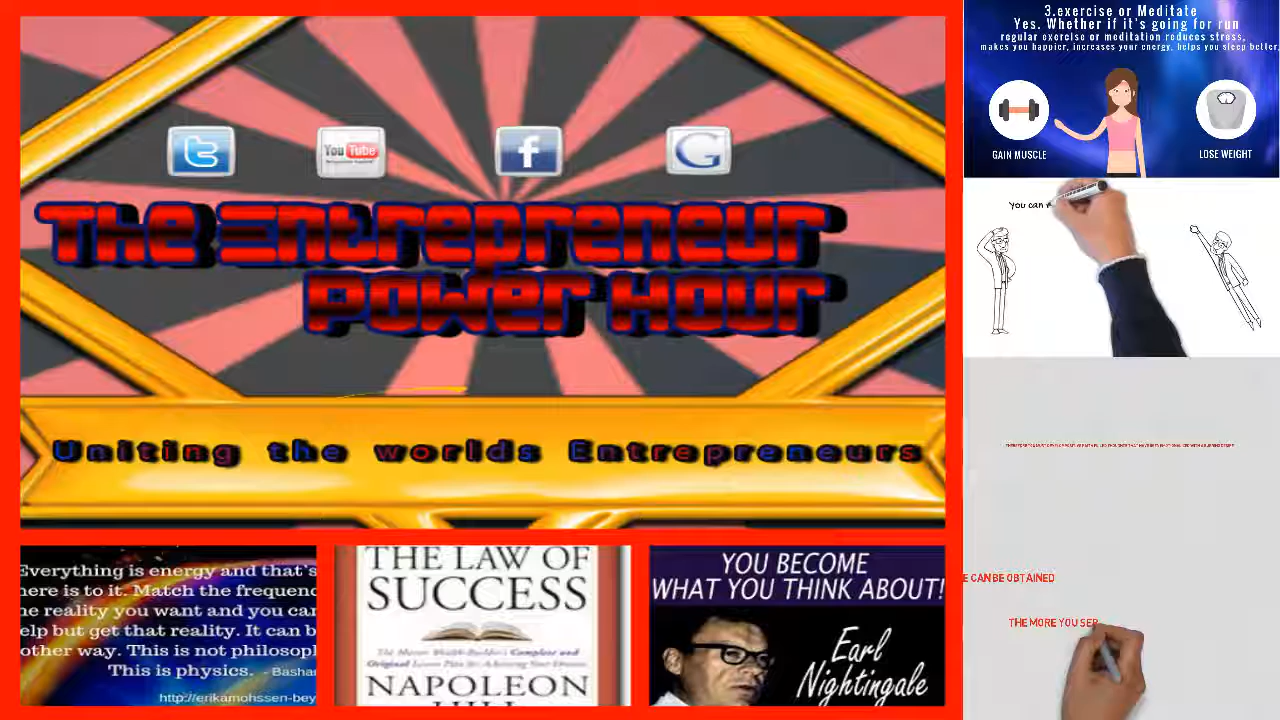 You Tube
The Entrepreneur
Power Hour
Uniting the worlds Entrepreneurs
Everything is energy and that's
here is to it. Match the frequenc
he reality you want and you can
elp but get that reality. It can b
other way. This is not philosoph
This is physics. - Bashar
http://erikamohssen-bey
THE LAW OF
SUCCESS
NAPOLEON
YOU BECOME
WHAT YOU THINK ABOUT!
Earl
Nightingale
3.exercise or Meditate
Yes. Whether if it's going for run
regular exercise or meditation reduces stress,
makes you happier, increases your energy, helps you sleep better,
GAIN MUSCLE
LOSE WEIGHT
You can
E CAN BE OBTAINED
THE MORE YOU SER